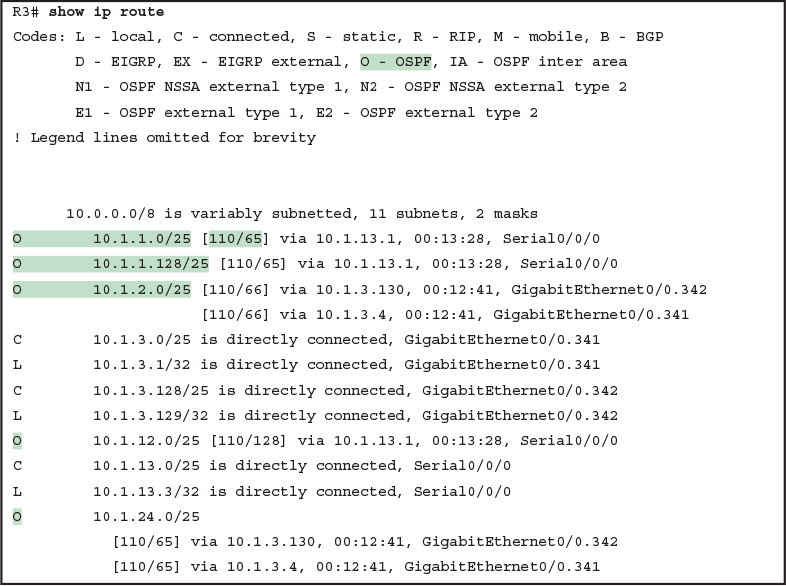 R3# show ip route
Codes: L - local, C - connected, S - static, R - RIP, M - mobile, B - BGP
D - EIGRP, EX - EIGRP external, O - OSPF, IA - OSPF inter area
N1 - OSPF NSSA external type 1, N2 - OSPF NSSA external type 2
E1 - OSPF external type 1, E2 - OSPF external type 2
! Legend lines omitted for brevity
10.0.0.0/8 is variably subnetted, 11 subnets, 2 masks
O 10.1.1.0/25 [110/65] via 10.1.13.1, 00:13:28, Serial0/0/0
O 10.1.1.128/25 [110/65] via 10.1.13.1, 00:13:28, Serial0/0/0
O 10.1.2.0/25 [110/66] via 10.1.3.130, 00:12:41, GigabitEthernet0/0.342
[110/66] via 10.1.3.4, 00:12:41, GigabitEthernet0/0.341
C 10.1.3.0/25 is directly connected, GigabitEthernet0/0.341
L 10.1.3.1/32 is directly connected, GigabitEthernet0/0.341
C 10.1.3.128/25 is directly connected, GigabitEthernet0/0.342
L 10.1.3.129/32 is directly connected, GigabitEthernet0/0.342
O 10.1.12.0/25 [110/128] via 10.1.13.1, 00:13:28, Serial0/0/0
C 10.1.13.0/25 is directly connected, Serial0/0/0
L 10.1.13.3/32 is directly connected, Serial0/0/0
O 10.1.24.0/25
[110/65] via 10.1.3.130, 00:12:41, GigabitEthernet0/0.342
[110/65] via 10.1.3.4, 00:12:41, GigabitEthernet0/0.341